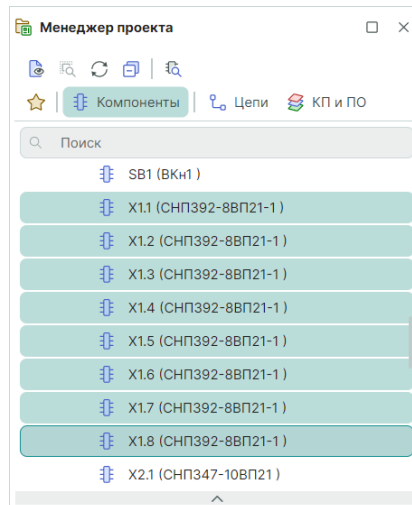 Менеджер проекта
Компоненты Цепи КП и ПО
Поиск
SB1 (ВКн1 )
X1.1 (СНП392-8ВП21-1 )
X1.2 (СНП392-8ВП21-1 )
X1.3 (СНП392-8ВП21-1 )
X1.4 (СНП392-8ВП21-1 )
X1.5 (СНП392-8ВП21-1 )
X1.6 (СНП392-8ВП21-1 )
X1.7 (СНП392-8ВП21-1 )
X1.8 (СНП392-8ВП21-1 )
X2.1 (СНП347-10ВП21 )